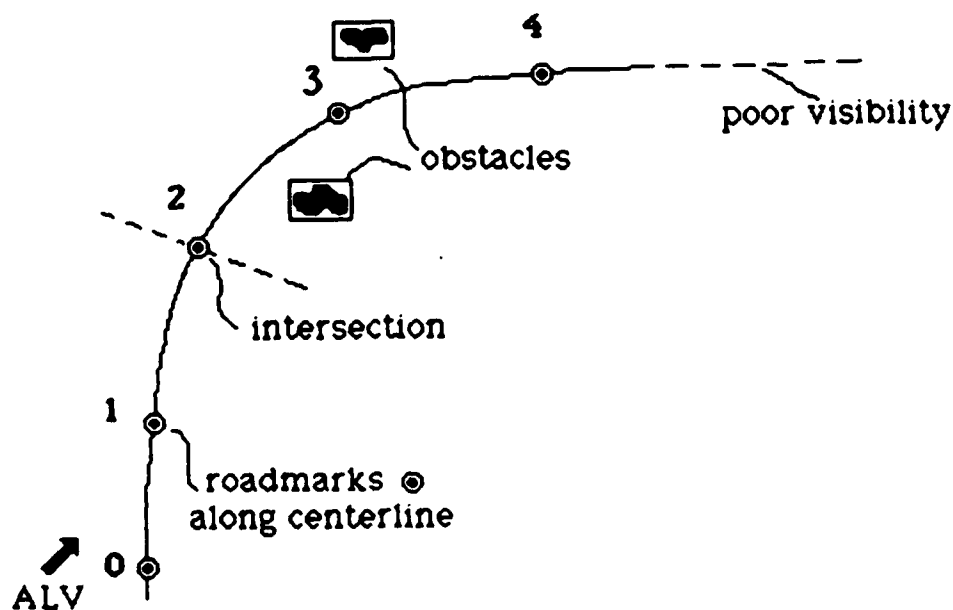 4
3
poor visibility
obstacles
2
intersection
1
roadmarks
along centerline
0
ALV